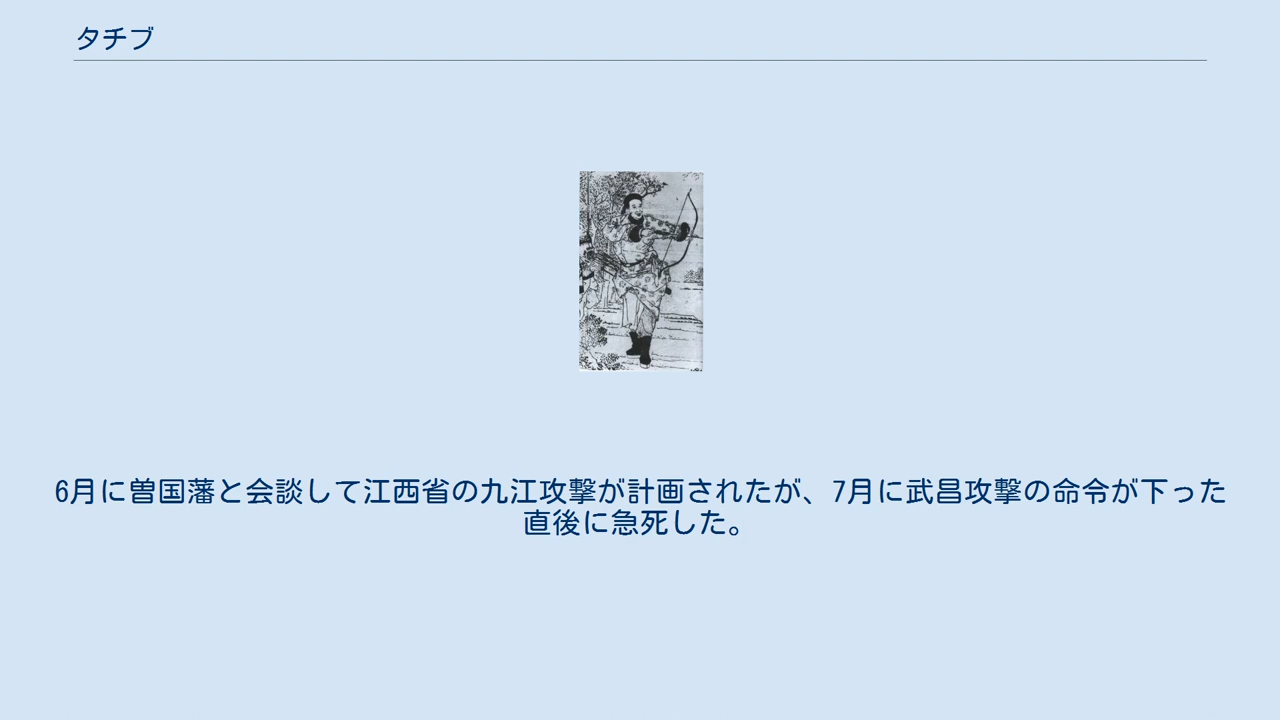 タチブ
6月に曽国藩と会談して江西省の九江攻撃が計画されたが、7月に武昌攻撃の命令が下った
直後に急死した。